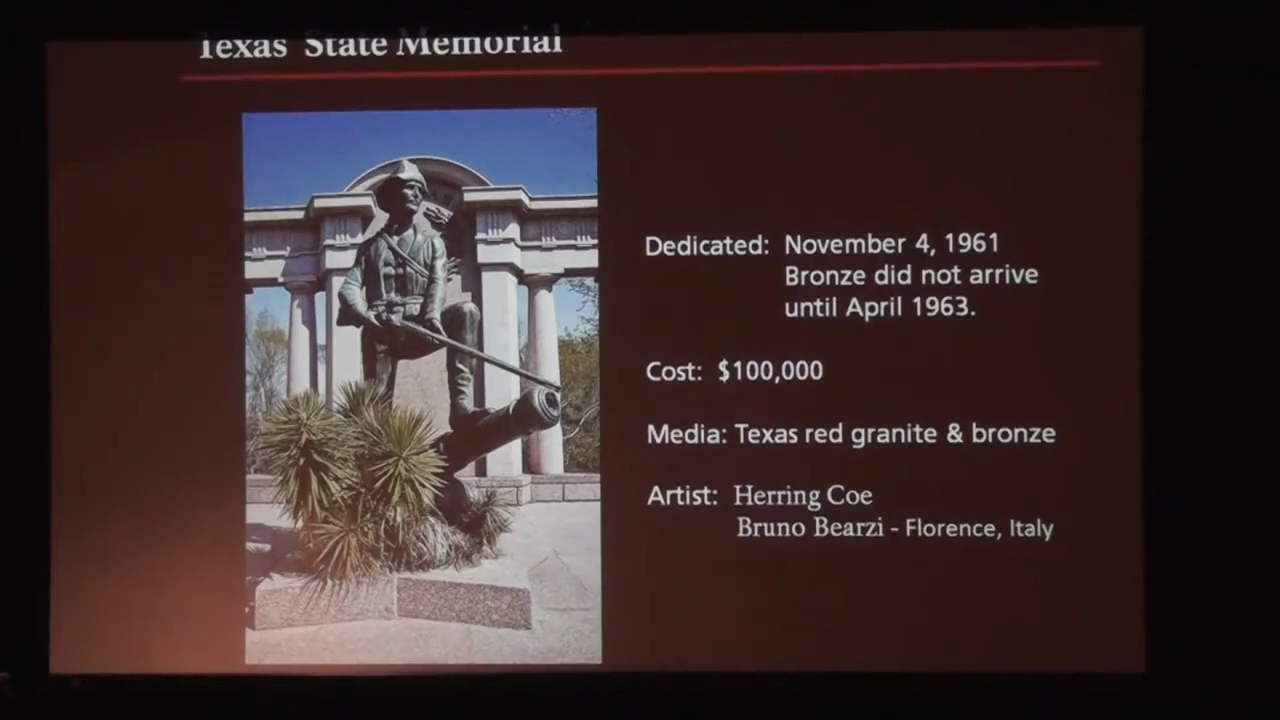 Texas State Memorial
Dedicated: November 4, 1961
Bronze did not arrive
until April 1963.
Cost: $100,000
Media: Texas red granite & bronze
Artist: Herring Coe
Bruno Bearzi - Florence, Italy